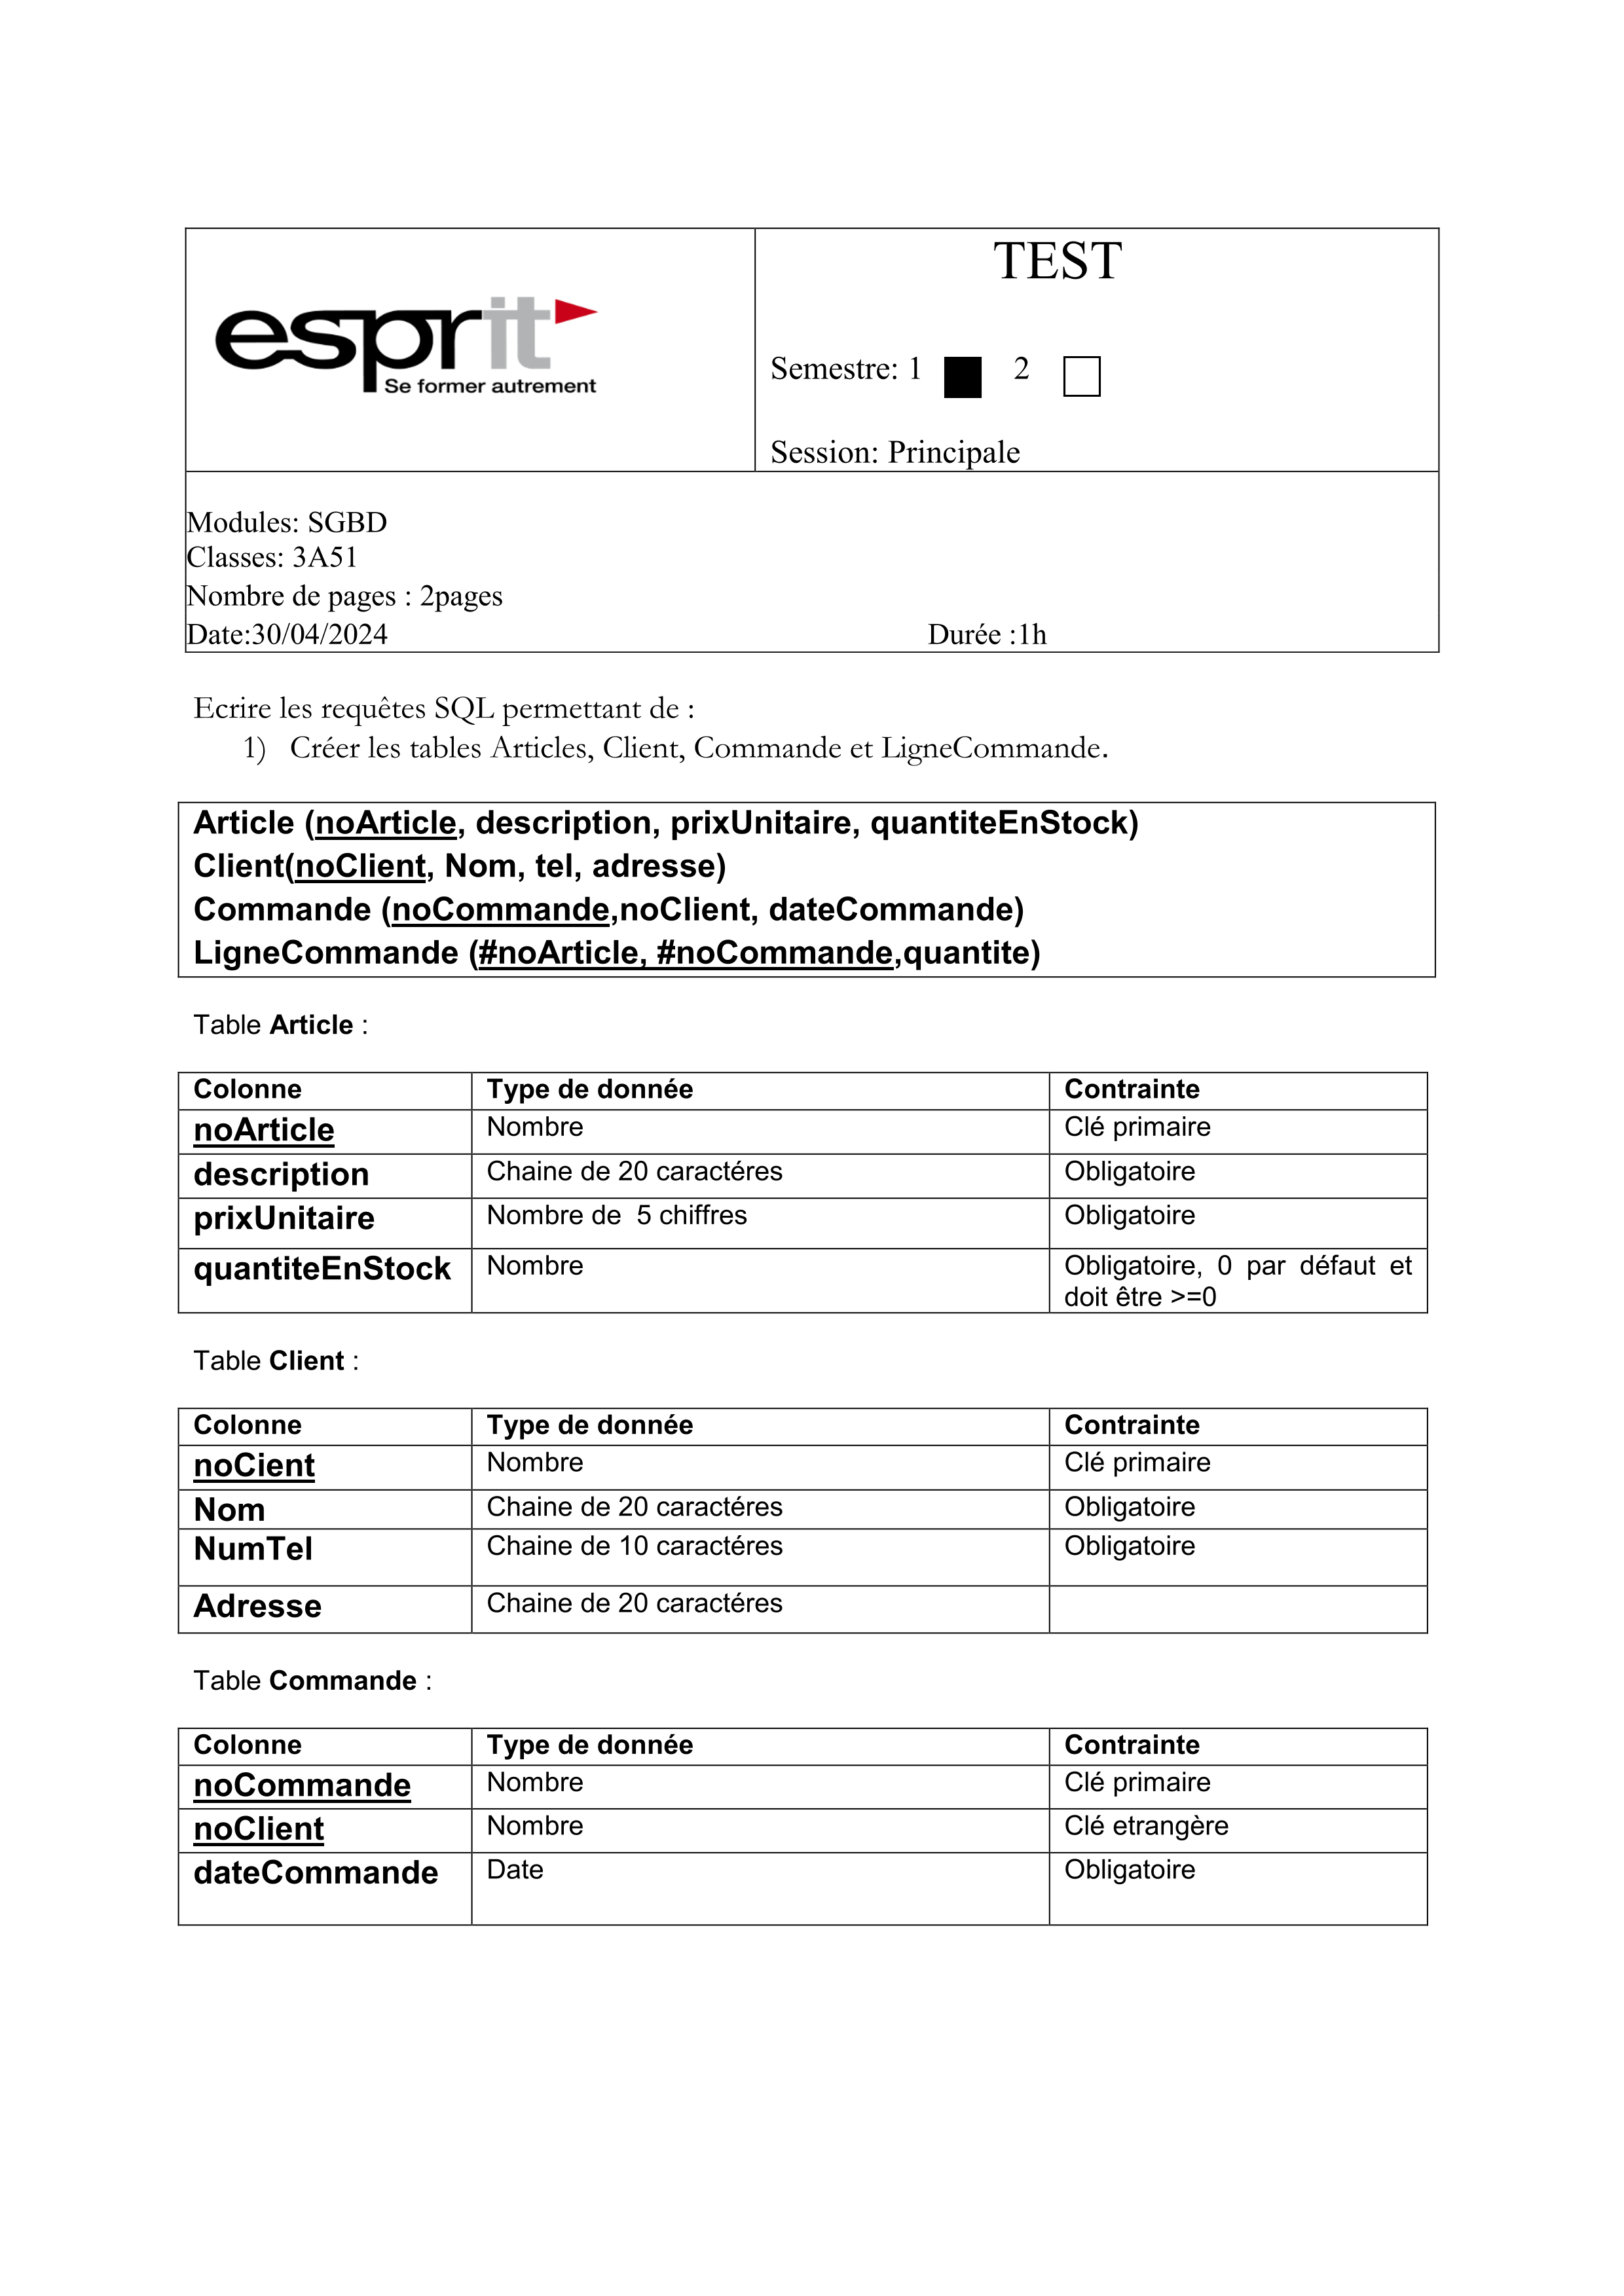 esprit
Se former autrement
TEST
Semestre: 1 2
Session: Principale
Modules: SGBD
Classes: 3A51
Nombre de pages : 2pages
Date:30/04/2024 Durée :1h
Ecrire les requêtes SQL permettant de :
1) Créer les tables Articles, Client, Commande et LigneCommande.
Article (noArticle, description, prixUnitaire, quantiteEnStock)
Client(noClient, Nom, tel, adresse)
Commande (noCommande,noClient, dateCommande)
LigneCommande (#noArticle, #noCommande,quantite)
Table Article :
Colonne Type de donnée Contrainte
noArticle Nombre Clé primaire
description Chaine de 20 caractéres Obligatoire
prixUnitaire Nombre de 5 chiffres Obligatoire
quantiteEnStock Nombre Obligatoire, 0 par défaut et
doit être >=0
Table Client :
Colonne Type de donnée Contrainte
noCient Nombre Clé primaire
Nom Chaine de 20 caractéres Obligatoire
NumTel Chaine de 10 caractéres Obligatoire
Adresse Chaine de 20 caractéres
Table Commande :
Colonne Type de donnée Contrainte
noCommande Nombre Clé primaire
noClient Nombre Clé etrangère
dateCommande Date Obligatoire